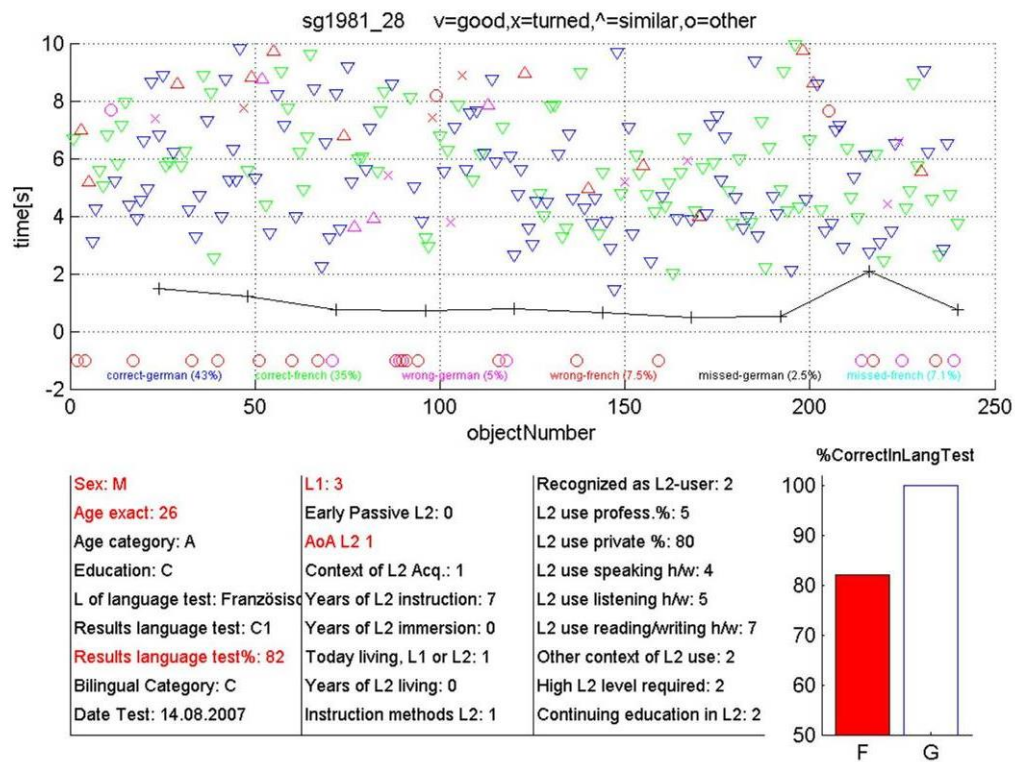 sg1981_28 v=good,x=turned,^=similar,o=other
10
8
6
4
2
0
-2
time[s]
correct-german (43%) correct-french (35%) wrong-german (5%) wrong-french (7.5%) missed-german (2.5%) missed-french (7.1%)
0 50 100 150 200 250
objectNumber
Sex: M
Age exact: 26
Age category: A
Education: C
L of language test: Französisc
Results language test: C1
Results language test%: 82
Bilingual Category: C
Date Test: 14.08.2007
L1: 3
Early Passive L2: 0
AoA L2 1
Context of L2 Acq.: 1
Years of L2 instruction: 7
Years of L2 immersion: 0
Today living, L1 or L2: 1
Years of L2 living: 0
Instruction methods L2: 1
Recognized as L2-user: 2
L2 use profess.%: 5
L2 use private %: 80
L2 use speaking h/w: 4
L2 use listening h/w: 5
L2 use reading/writing h/w: 7
Other context of L2 use: 2
High L2 level required: 2
Continuing education in L2: 2
%CorrectInLangTest
100
90
80
70
60
50
F G